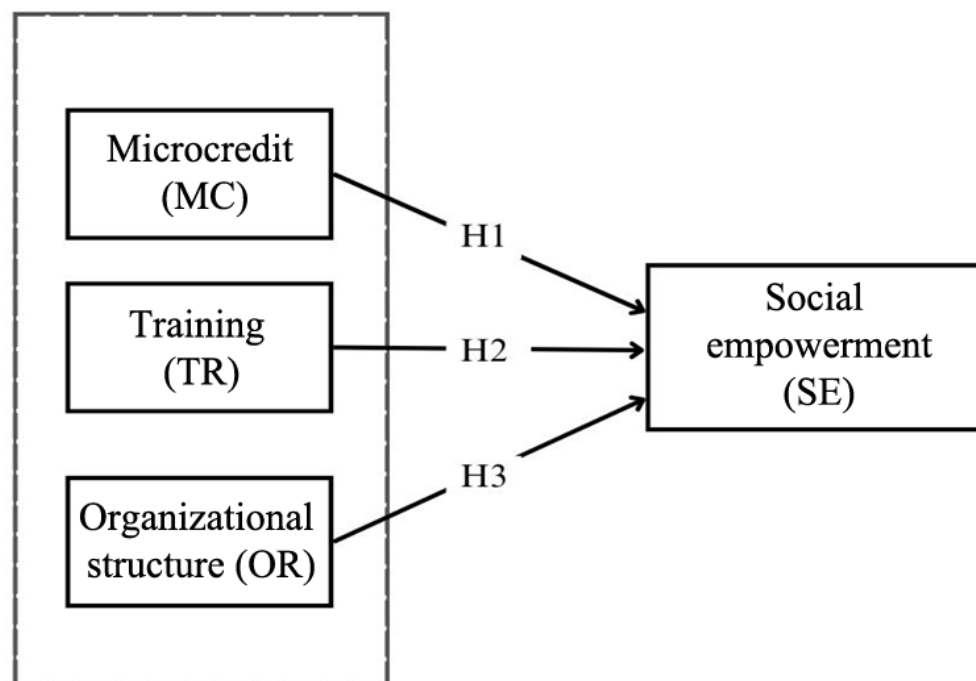 Microcredit
(MC)
H1
Training
(TR)
H2
Organizational
structure (OR)
H3
Social
empowerment
(SE)